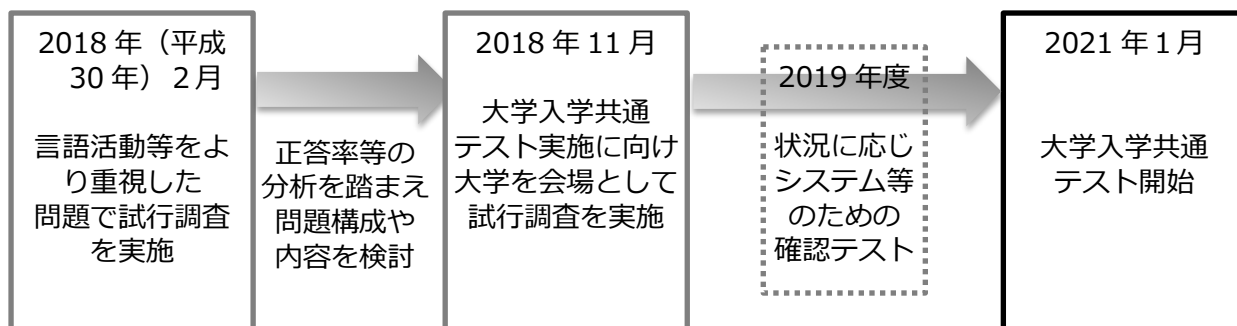 2018 年（平成
30 年）２月
言語活動等をよ
り重視した
問題で試行調査
を実施
正答率等の
分析を踏まえ
問題構成や
内容を検討
2018 年 11 月
大学入学共通
テスト実施に向け
大学を会場として
試行調査を実施
2019 年度
状況に応じ
システム等
のための
確認テスト
2021 年１月
大学入学共通
テスト開始